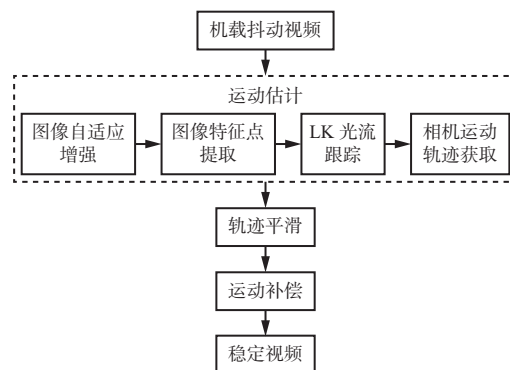 机载抖动视频
运动估计
图像自适应
增强
图像特征点
提取
LK 光流
跟踪
相机运动
轨迹获取
轨迹平滑
运动补偿
稳定视频